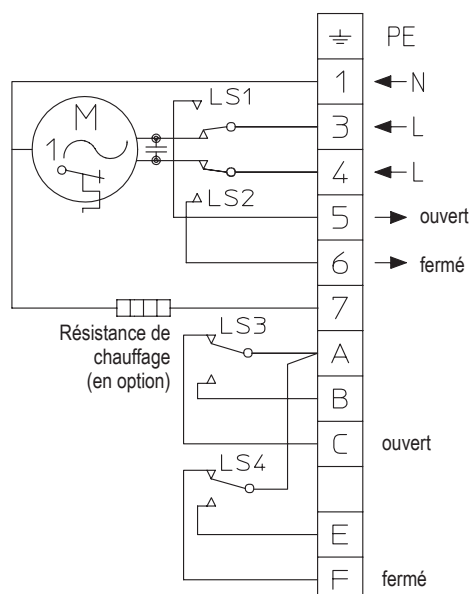 PE
1
N
LS1
M
3
L
1
4
L
LS2
5
ouvert
6
fermé
7
Résistance de
chauffage
(en option)
LS3
A
B
C
ouvert
LS4
E
F
fermé